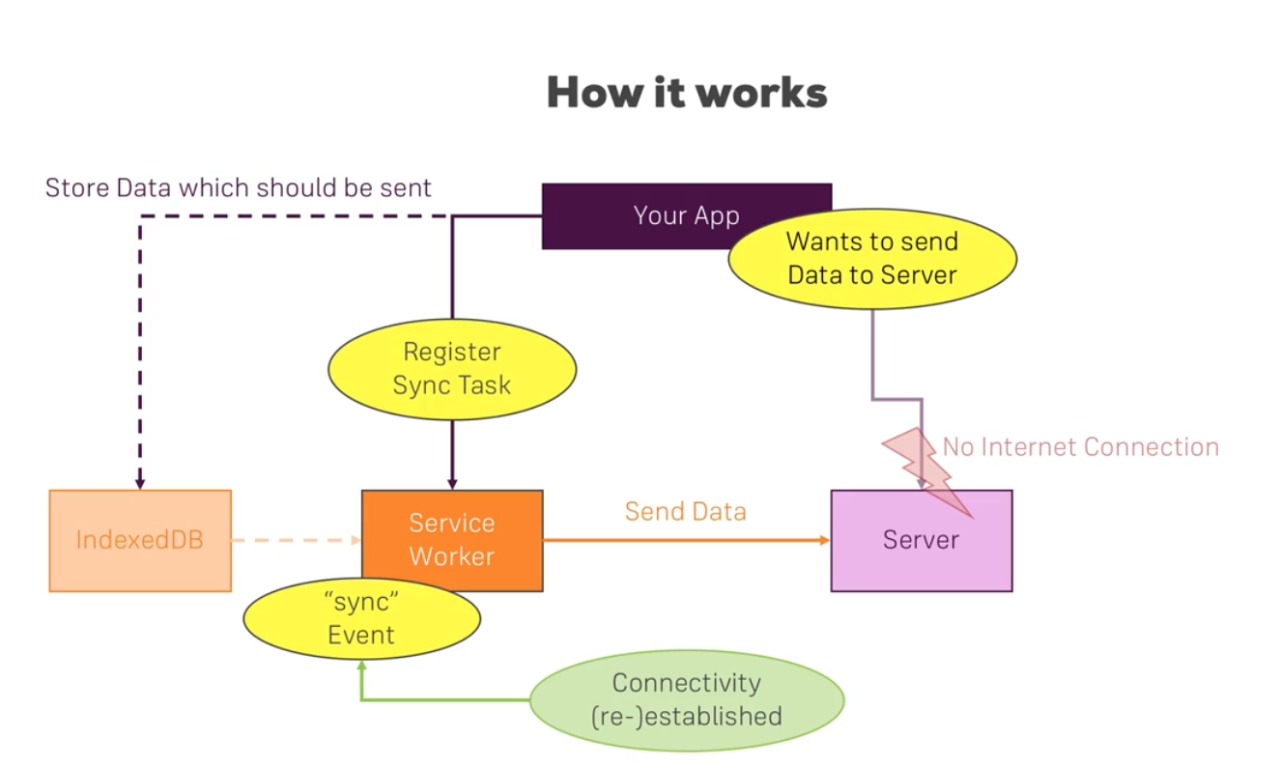 How it works
Store Data which should be sent
Your App
Wants to send
Data to Server
Register
Sync Task
No Internet Connection
IndexedDB
Service
Worker
Send Data
Server
“sync”
Event
Connectivity
(re-)established